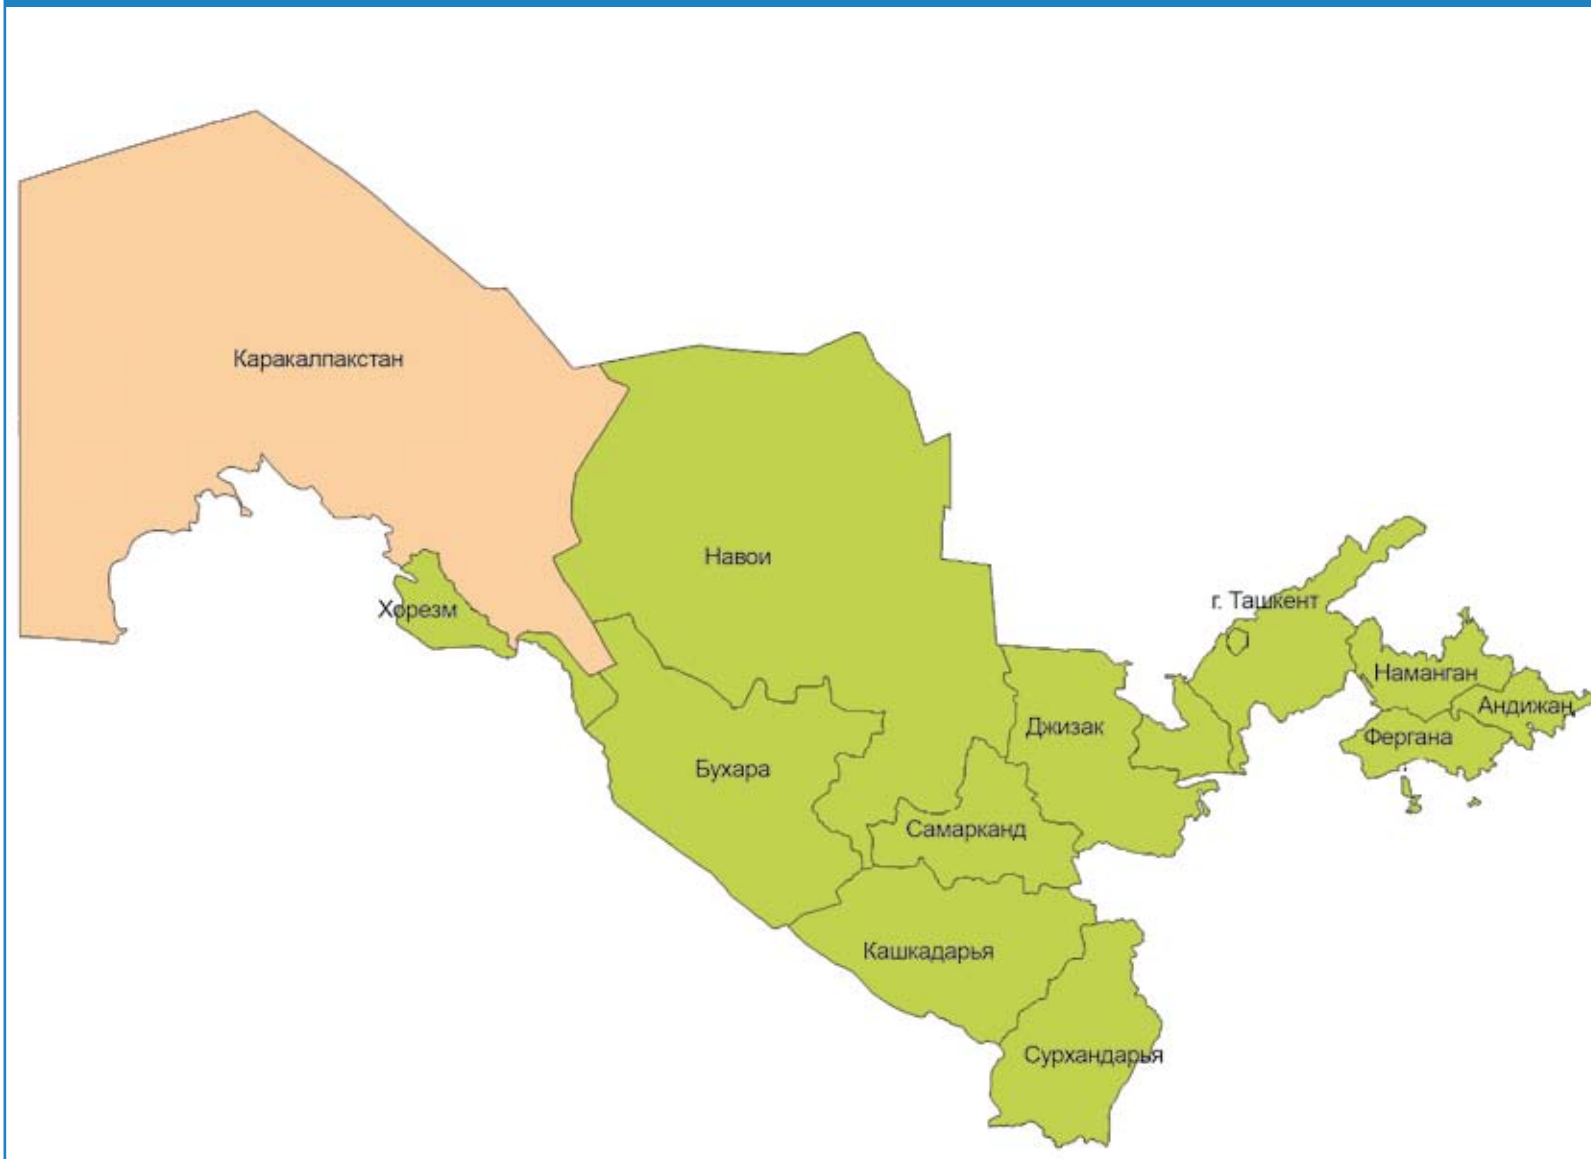 Каракалпакстан
Навои
Хорезм
г. Ташкент
Наманган
Андижан
Джизак
Фергана
Бухара
Самарканд
Кашкадарья
Сурхандарья